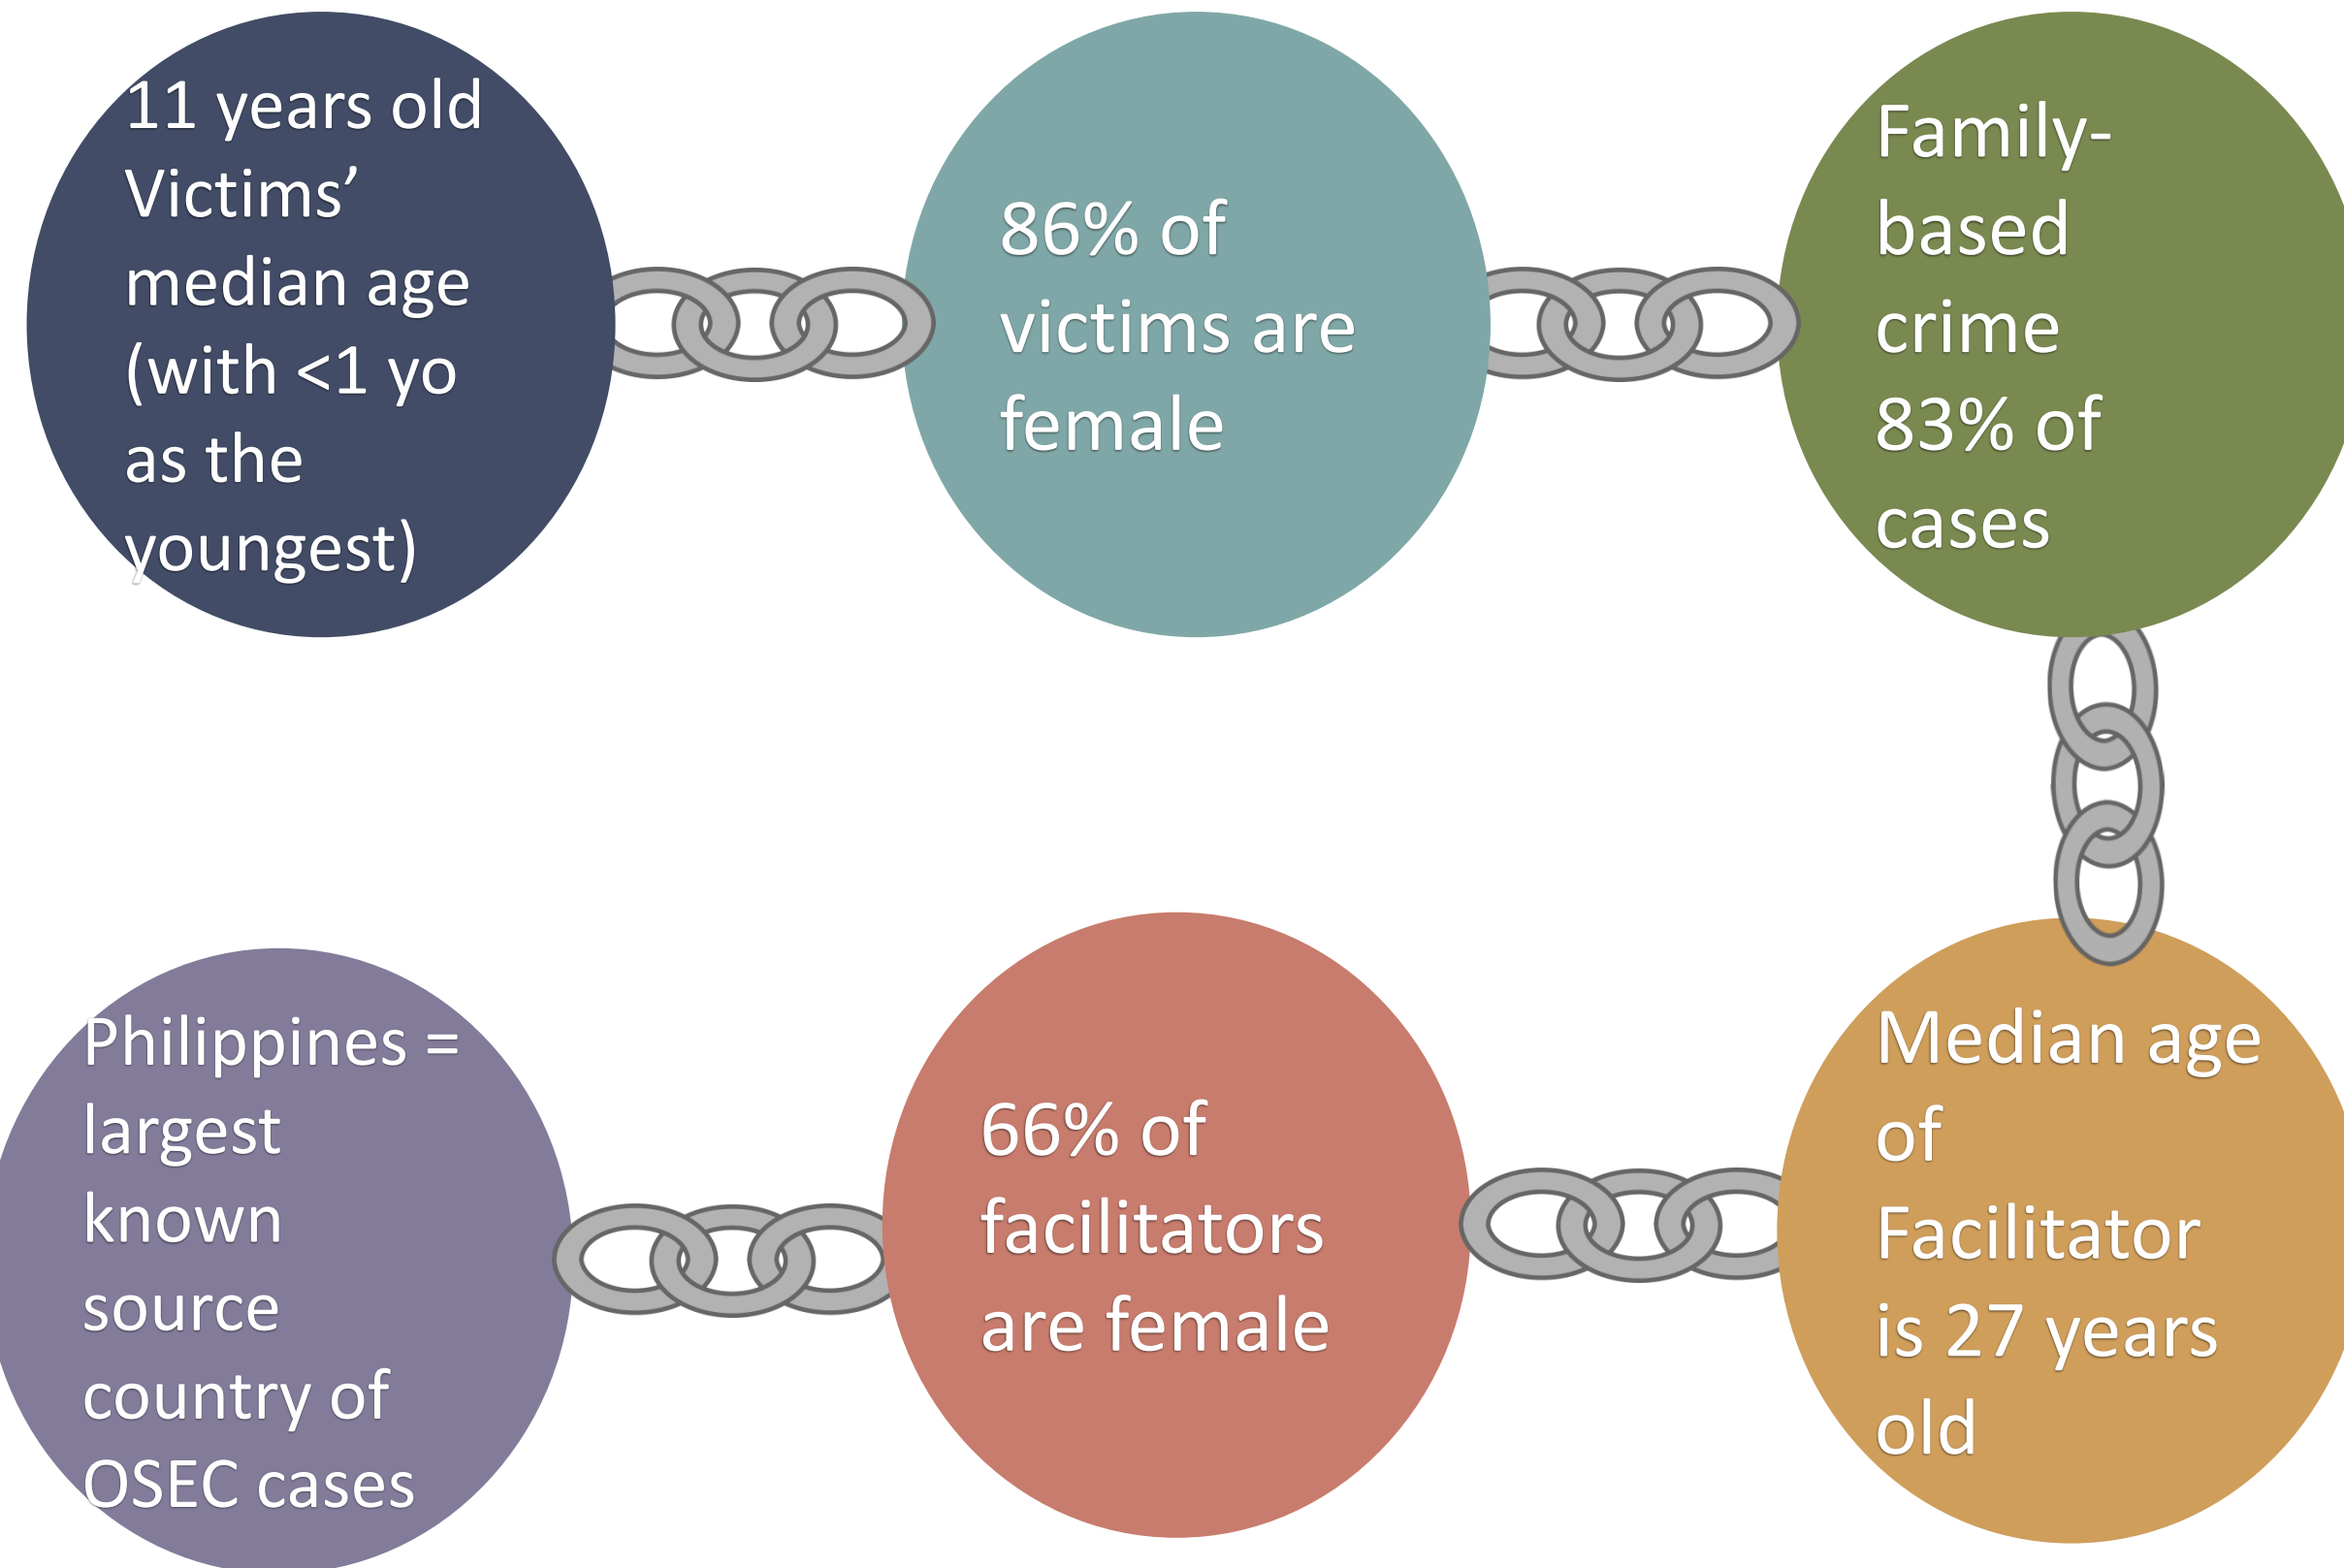 11 years old
Victims’
median age
(with <1 yo
as the
youngest)
86% of
victims are
female
Family-
based
crime
83% of
cases
Philippines =
largest
known
source
country of
OSEC cases
66% of
facilitators
are female
Median age
of
Facilitator
is 27 years
old